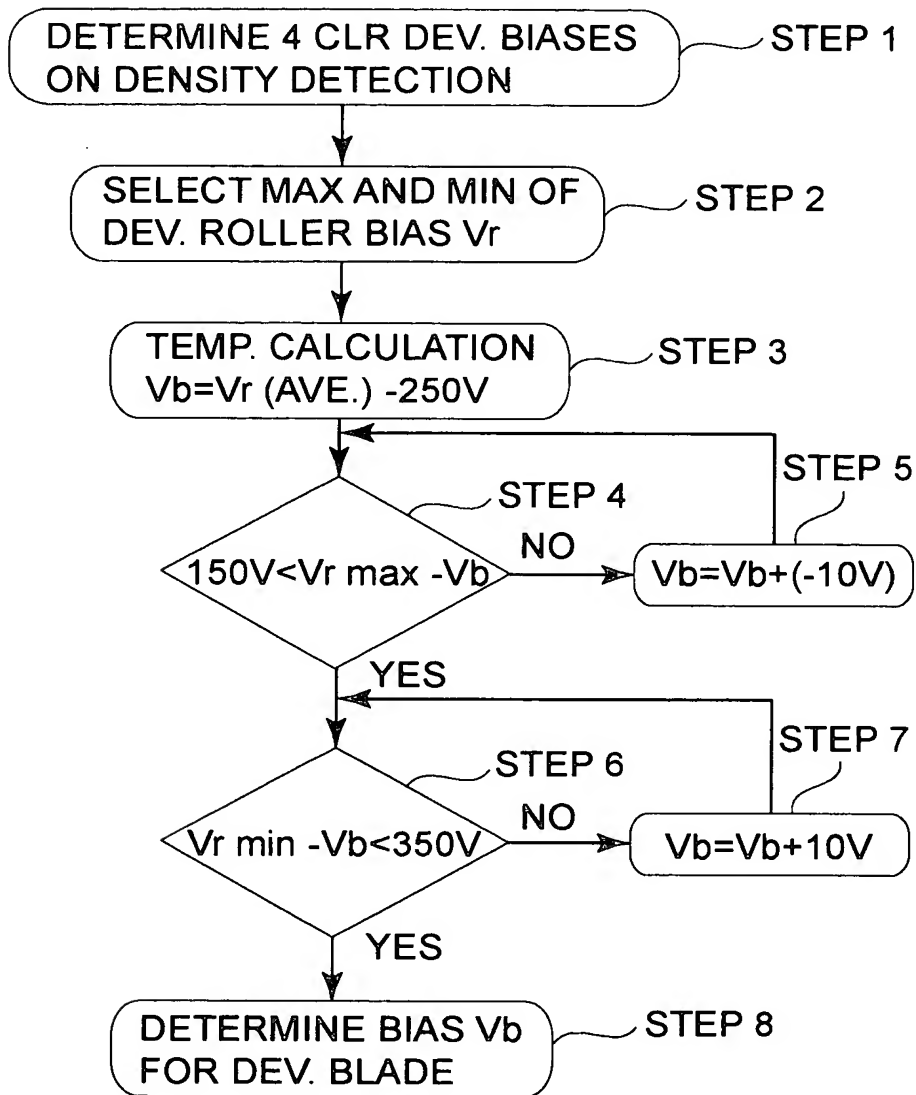 DETERMINE 4 CLR DEV. BIASES
ON DENSITY DETECTION
STEP 1
SELECT MAX AND MIN OF
DEV. ROLLER BIAS Vr
STEP 2
TEMP. CALCULATION
Vb=Vr (AVE.) -250V
STEP 3
STEP 4
150V<Vr max -Vb
NO
STEP 5
Vb=Vb+(-10V)
YES
STEP 6
Vr min -Vb<350V
NO
STEP 7
Vb=Vb+10V
YES
DETERMINE BIAS Vb
FOR DEV. BLADE
STEP 8